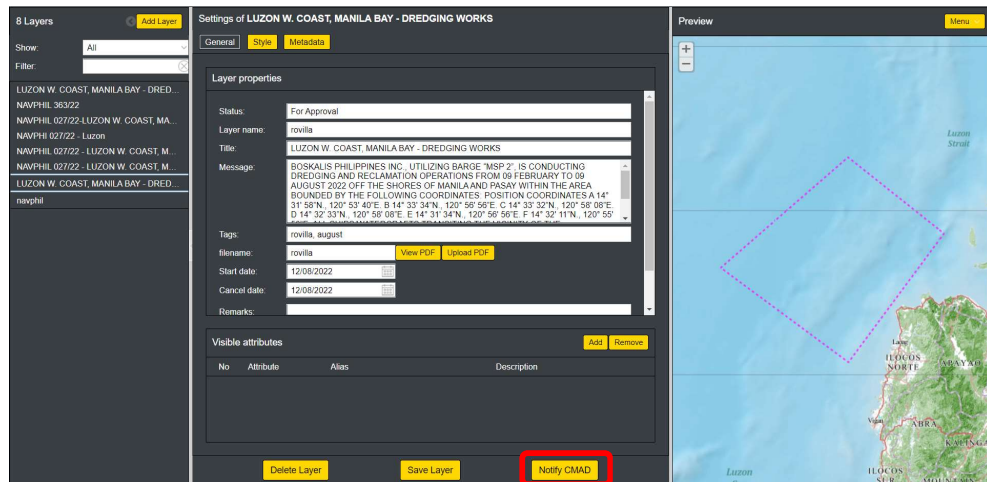 8 Layers
Add Layer
Show:
All
Filter:
LUZON W. COAST, MANILA BAY - DRED...
NAVPHIL 363/22
NAVPHIL 027/22-LUZON W. COAST, MA...
NAVPHI 027/22 - Luzon
NAVPHIL 027/22 - LUZON W. COAST, M...
NAVPHIL 027/22 - LUZON W. COAST, M...
LUZON W. COAST, MANILA BAY - DRED...
navphil
Settings of LUZON W. COAST, MANILA BAY - DREDGING WORKS
General Style Metadata
Layer properties
Status: For Approval
Layer name: rovilla
Title: LUZON W. COAST, MANILA BAY - DREDGING WORKS
Message: BOSKALIS PHILIPPINES INC., UTILIZING BARGE "MSP 2", IS CONDUCTING
DREDGING AND RECLAMATION OPERATIONS FROM 09 FEBRUARY TO 09
AUGUST 2022 OFF THE SHORES OF MANILA AND PASAY WITHIN THE AREA
BOUNDED BY THE FOLLOWING COORDINATES: POSITION COORDINATES A 14°
31' 58"N., 120° 53' 40"E. B 14° 33' 34"N., 120° 56' 56"E. C 14° 33' 32"N., 120° 58' 08"E.
D 14° 32' 33"N., 120° 58' 08"E. E 14° 31' 34"N., 120° 56' 56"E. F 14° 32' 11"N., 120° 55'
Tags: rovilla, august
filename: rovilla View PDF Upload PDF
Start date: 12/08/2022
Cancel date: 12/08/2022
Remarks:
Visible attributes
Add Remove
No Attribute Alias Description
Delete Layer Save Layer Notify CMAD
Preview
Menu
+
−
Luzon
Strait
Laoag
ILOCOS
NORTE
APAYAO
Vigan
ABRA
KALINGA
Luzon
ILOCOS
SUR
MOUNTAIN